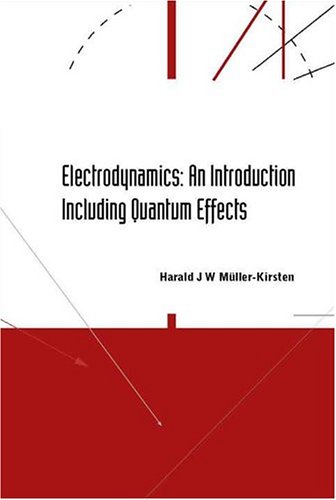 Electrodynamics: An Introduction
Including Quantum Effects
Harald J W Müller-Kirsten